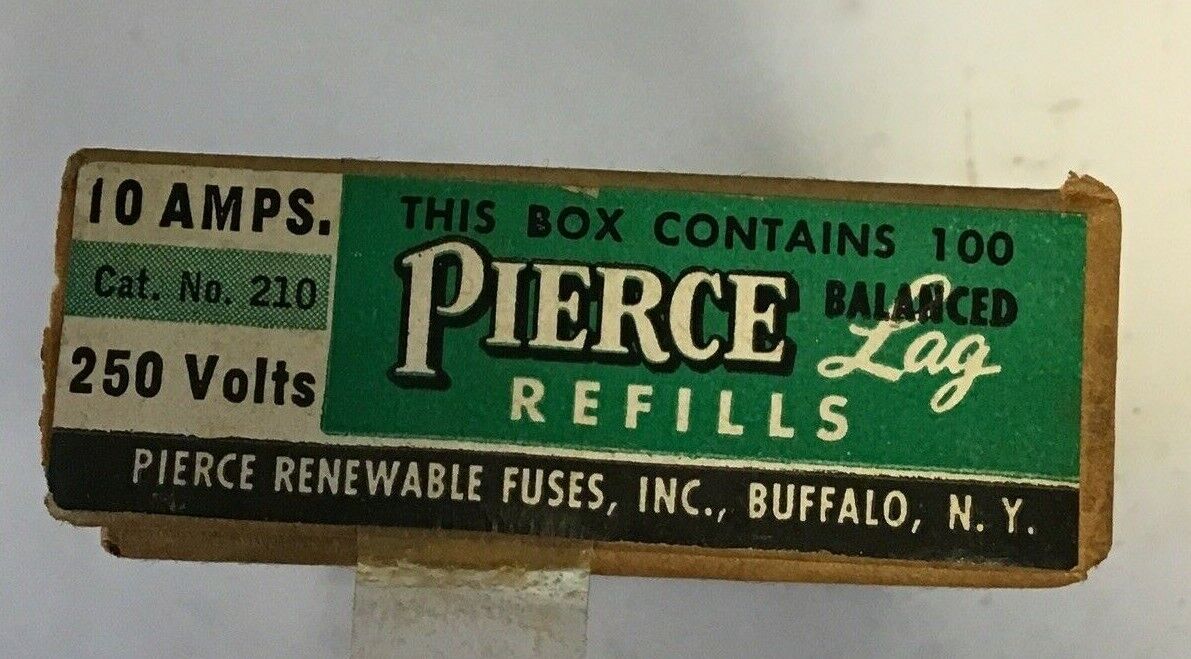 10 AMPS.
Cat. No. 210
250 Volts
THIS BOX CONTAINS 100
PIERCE BALANCED Lag
REFILLS
PIERCE RENEWABLE FUSES, INC., BUFFALO, N. Y.